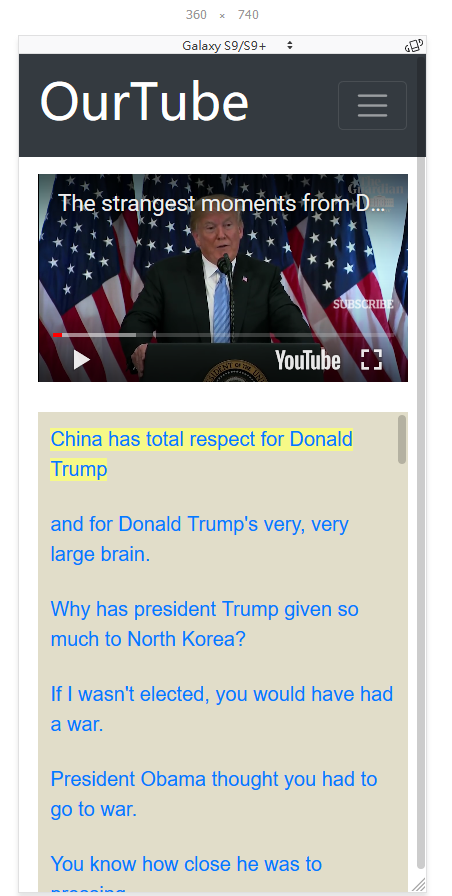 360 × 740
Galaxy S9/S9+
OurTube
The strangest moments from D...
SUBSCRIBE
YouTube
China has total respect for Donald
Trump
and for Donald Trump's very, very
large brain.
Why has president Trump given so
much to North Korea?
If I wasn't elected, you would have had
a war.
President Obama thought you had to
go to war.
You know how close he was to